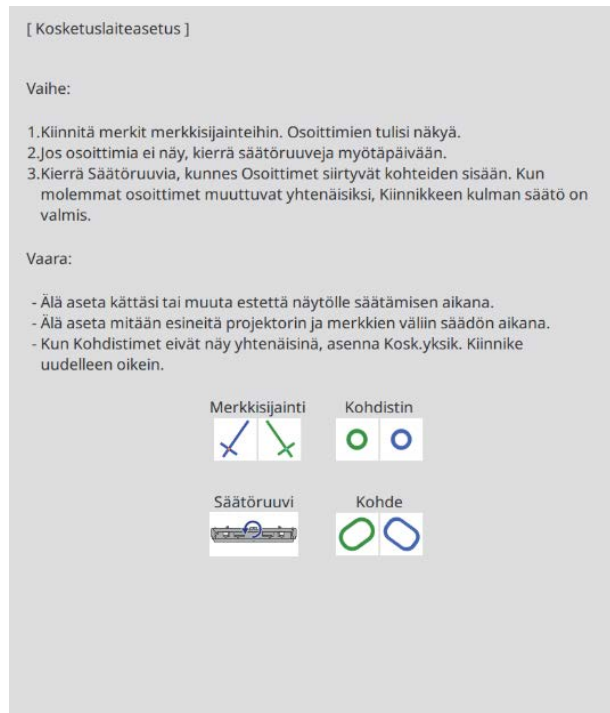 [ Kosketuslaiteasetus ]
Vaihe:
1.Kiinnitä merkit merkkisijainteihin. Osoittimien tulisi näkyä.
2.Jos osoittimia ei näy, kierrä säätöruuveja myötäpäivään.
3.Kierrä Säätöruuvia, kunnes Osoittimet siirtyvät kohteiden sisään. Kun
molemmat osoittimet muuttuvat yhtenäisiksi, Kiinnikkeen kulman säätö on
valmis.
Vaara:
- Älä aseta kättäsi tai muuta estettä näytölle säätämisen aikana.
- Älä aseta mitään esineitä projektorin ja merkkien väliin säädön aikana.
- Kun Kohdistimet eivät näy yhtenäisinä, asenna Kosk.yksik. Kiinnike
uudelleen oikein.
Merkkisijainti Kohdistin
Säätöruuvi Kohde